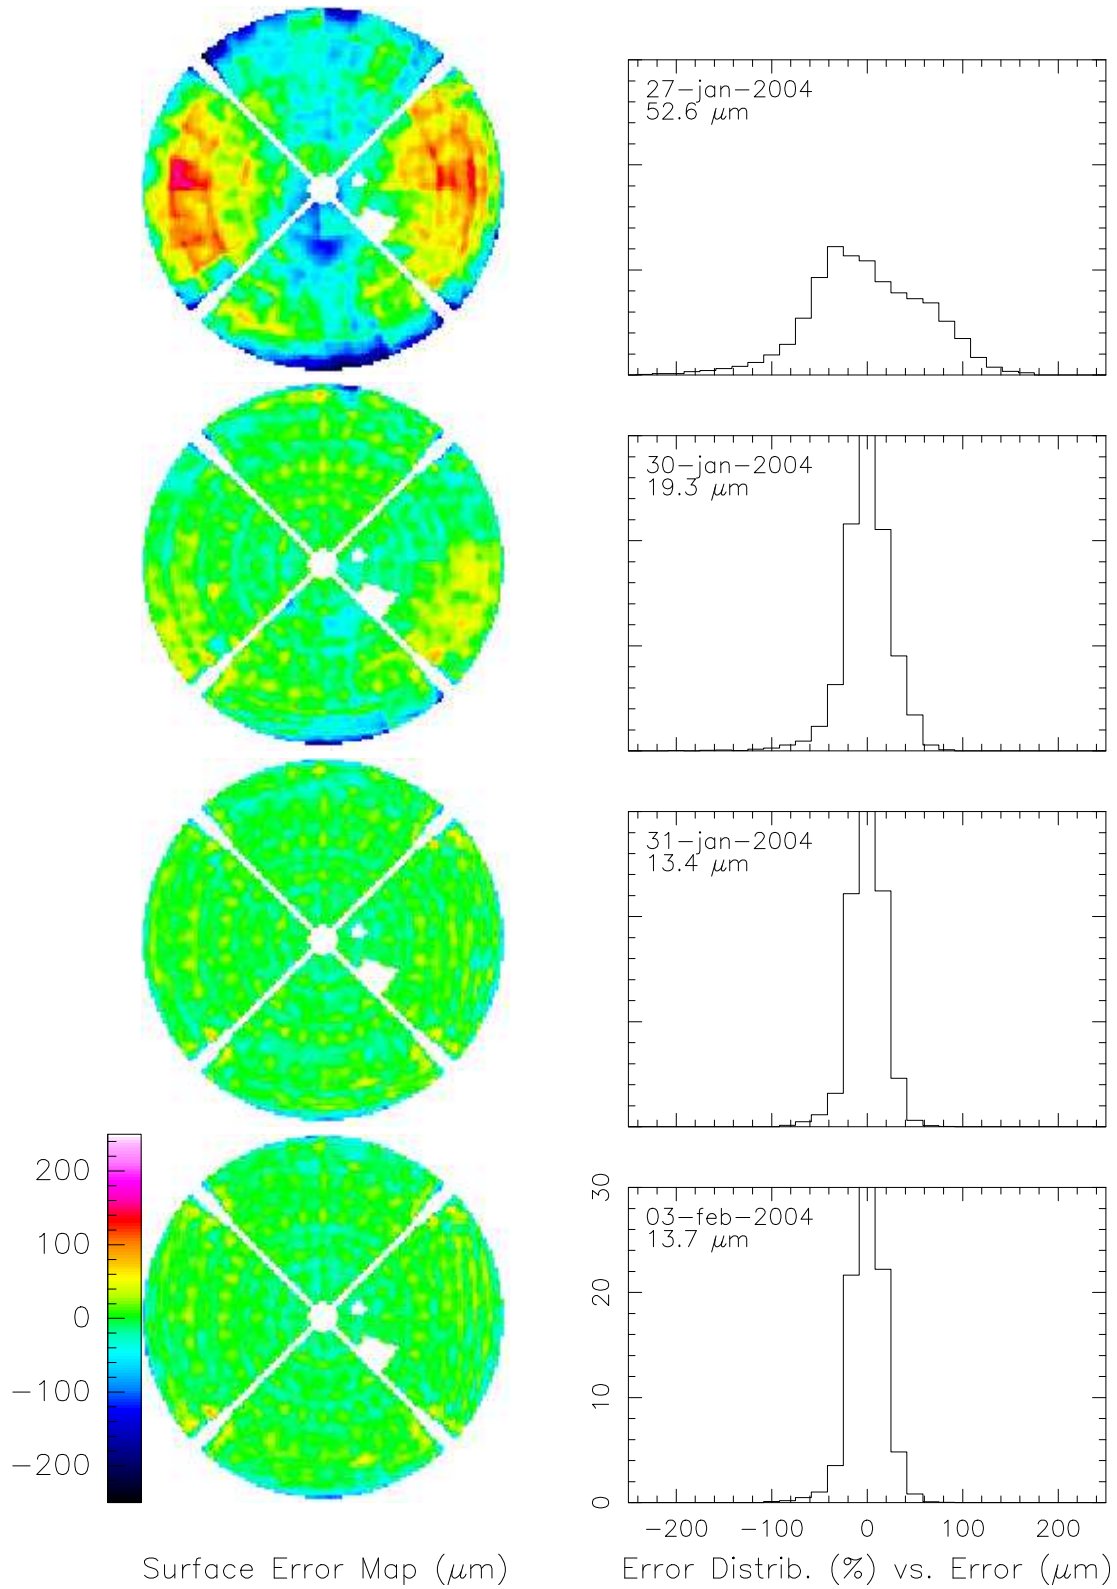 27-jan-2004
52.6 μm
30-jan-2004
19.3 μm
31-jan-2004
13.4 μm
200
100
0
-100
-200
03-feb-2004
13.7 μm
30
20
10
0
-200 -100 0 100 200
Surface Error Map (μm)
Error Distrib. (%) vs. Error (μm)